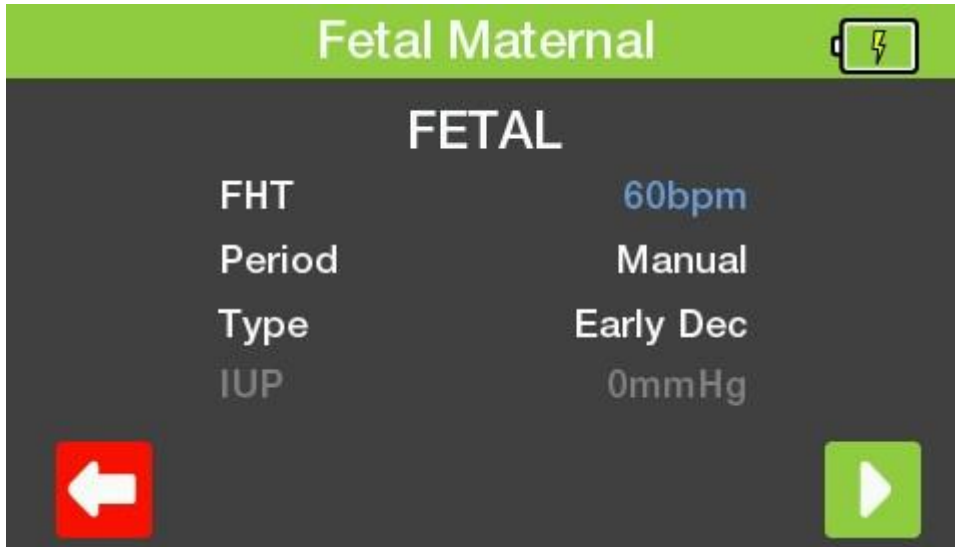 Fetal Maternal
FETAL
FHT 60bpm
Period Manual
Type Early Dec
IUP 0mmHg